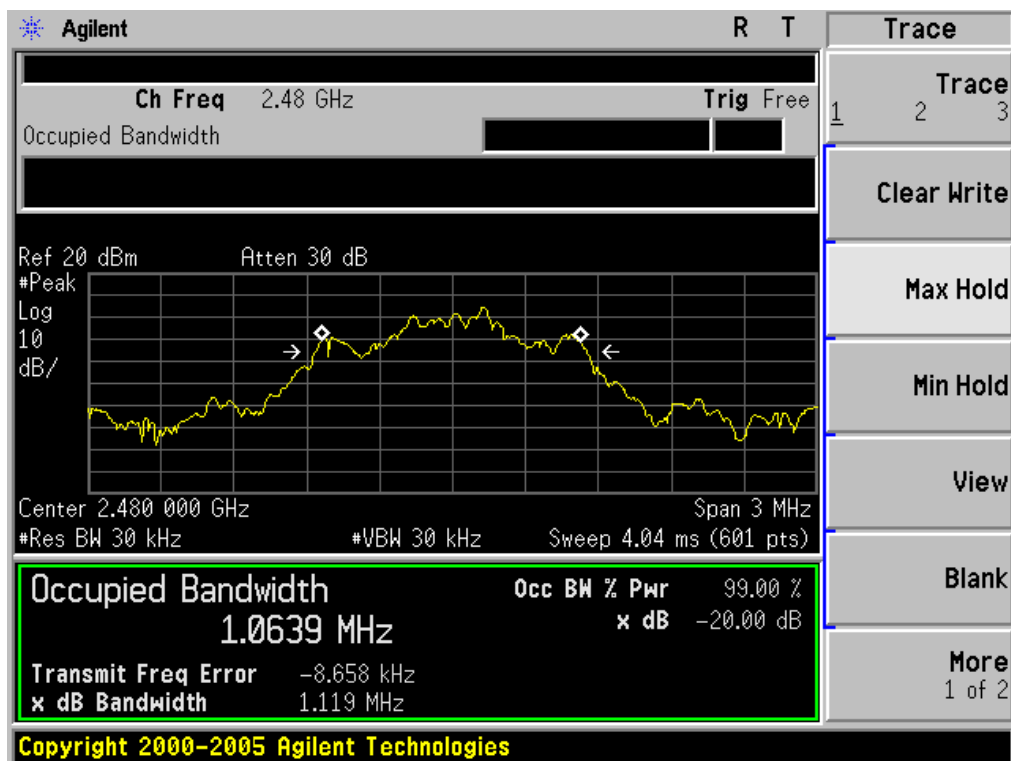 Agilent R T
Trace
Ch Freq 2.48 GHz Trig Free
Occupied Bandwidth
Trace
1 2 3
Clear Write
Ref 20 dBm Atten 30 dB
#Peak
Log
10
dB/
Max Hold
Min Hold
View
Center 2.480 000 GHz Span 3 MHz
#Res BW 30 kHz #VBW 30 kHz Sweep 4.04 ms (601 pts)
Occupied Bandwidth
1.0639 MHz
Occ BW % Pwr 99.00 %
x dB -20.00 dB
Transmit Freq Error -8.658 kHz
x dB Bandwidth 1.119 MHz
Blank
More
1 of 2
Copyright 2000-2005 Agilent Technologies